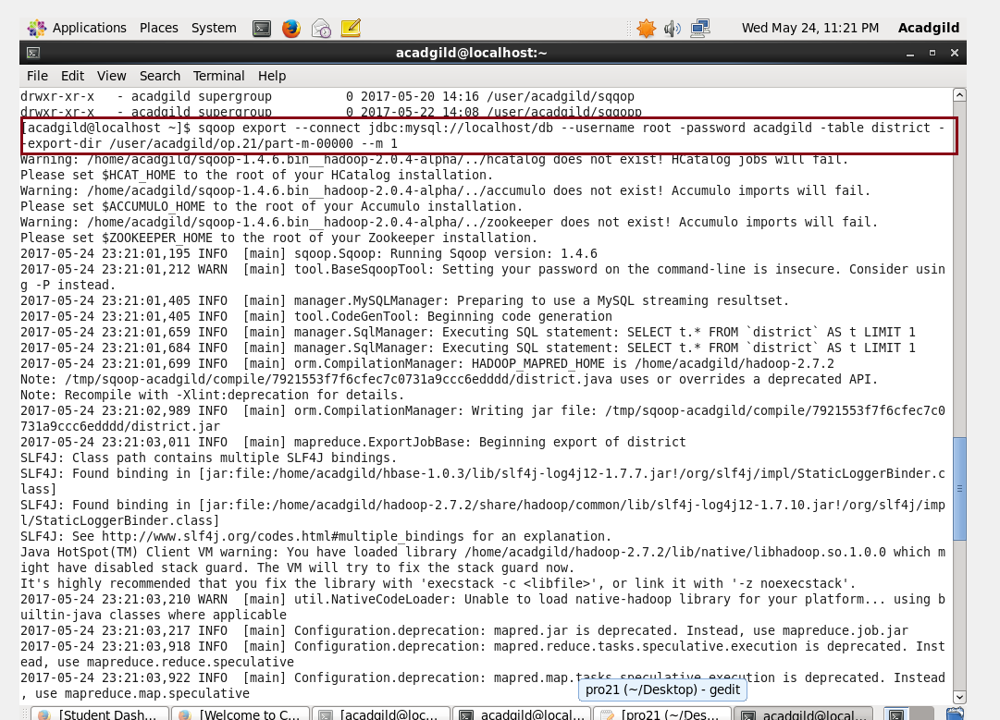 Applications Places System Wed May 24, 11:21 PM Acadgild
acadgild@localhost:~
File Edit View Search Terminal Help
drwxr-xr-x   - acadgild supergroup          0 2017-05-20 14:16 /user/acadgild/sqqop
drwxr-xr-x   - acadgild supergroup          0 2017-05-22 14:08 /user/acadgild/sqqopp
[acadgild@localhost ~]$ sqoop export --connect jdbc:mysql://localhost/db --username root -password acadgild -table district -
-export-dir /user/acadgild/op.21/part-m-00000 --m 1
Warning: /home/acadgild/sqoop-1.4.6.bin__hadoop-2.0.4-alpha/../hcatalog does not exist! HCatalog jobs will fail.
Please set $HCAT_HOME to the root of your HCatalog installation.
Warning: /home/acadgild/sqoop-1.4.6.bin__hadoop-2.0.4-alpha/../accumulo does not exist! Accumulo imports will fail.
Please set $ACCUMULO_HOME to the root of your Accumulo installation.
Warning: /home/acadgild/sqoop-1.4.6.bin__hadoop-2.0.4-alpha/../zookeeper does not exist! Accumulo imports will fail.
Please set $ZOOKEEPER_HOME to the root of your Zookeeper installation.
2017-05-24 23:21:01,195 INFO  [main] sqoop.Sqoop: Running Sqoop version: 1.4.6
2017-05-24 23:21:01,212 WARN  [main] tool.BaseSqoopTool: Setting your password on the command-line is insecure. Consider usin
g -P instead.
2017-05-24 23:21:01,405 INFO  [main] manager.MySQLManager: Preparing to use a MySQL streaming resultset.
2017-05-24 23:21:01,405 INFO  [main] tool.CodeGenTool: Beginning code generation
2017-05-24 23:21:01,659 INFO  [main] manager.SqlManager: Executing SQL statement: SELECT t.* FROM `district` AS t LIMIT 1
2017-05-24 23:21:01,684 INFO  [main] manager.SqlManager: Executing SQL statement: SELECT t.* FROM `district` AS t LIMIT 1
2017-05-24 23:21:01,699 INFO  [main] orm.CompilationManager: HADOOP_MAPRED_HOME is /home/acadgild/hadoop-2.7.2
Note: /tmp/sqoop-acadgild/compile/7921553f7f6cfec7c0731a9ccc6edddd/district.java uses or overrides a deprecated API.
Note: Recompile with -Xlint:deprecation for details.
2017-05-24 23:21:02,989 INFO  [main] orm.CompilationManager: Writing jar file: /tmp/sqoop-acadgild/compile/7921553f7f6cfec7c0
731a9ccc6edddd/district.jar
2017-05-24 23:21:03,011 INFO  [main] mapreduce.ExportJobBase: Beginning export of district
SLF4J: Class path contains multiple SLF4J bindings.
SLF4J: Found binding in [jar:file:/home/acadgild/hbase-1.0.3/lib/slf4j-log4j12-1.7.7.jar!/org/slf4j/impl/StaticLoggerBinder.c
lass]
SLF4J: Found binding in [jar:file:/home/acadgild/hadoop-2.7.2/share/hadoop/common/lib/slf4j-log4j12-1.7.10.jar!/org/slf4j/imp
l/StaticLoggerBinder.class]
SLF4J: See http://www.slf4j.org/codes.html#multiple_bindings for an explanation.
Java HotSpot(TM) Client VM warning: You have loaded library /home/acadgild/hadoop-2.7.2/lib/native/libhadoop.so.1.0.0 which m
ight have disabled stack guard. The VM will try to fix the stack guard now.
It's highly recommended that you fix the library with 'execstack -c <libfile>', or link it with '-z noexecstack'.
2017-05-24 23:21:03,210 WARN  [main] util.NativeCodeLoader: Unable to load native-hadoop library for your platform... using b
uiltin-java classes where applicable
2017-05-24 23:21:03,217 INFO  [main] Configuration.deprecation: mapred.jar is deprecated. Instead, use mapreduce.job.jar
2017-05-24 23:21:03,918 INFO  [main] Configuration.deprecation: mapred.reduce.tasks.speculative.execution is deprecated. Inst
ead, use mapreduce.reduce.speculative
2017-05-24 23:21:03,922 INFO  [main] Configuration.deprecation: mapred.map.tasks.speculative.execution is deprecated. Instead
, use mapreduce.map.speculative
pro21 (~/Desktop) - gedit
[Student Dash... [Welcome to C... [acadgild@loc... acadgild@local... [pro21 (~/Des... acadgild@local...